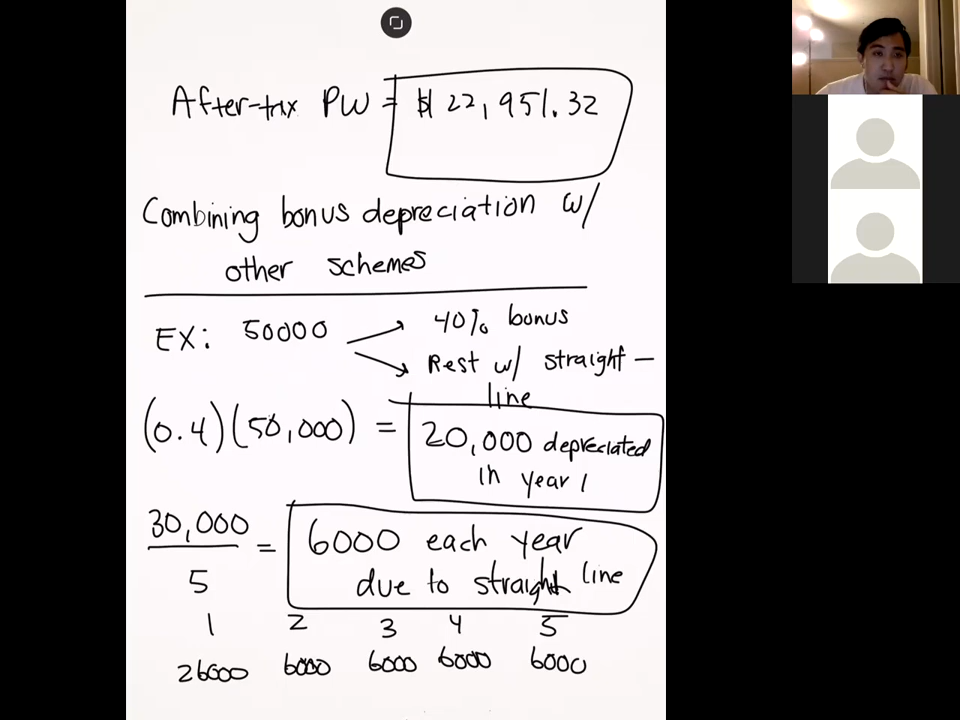 After-tax PW = $ 22,951.32
Combining bonus depreciation w/
other schemes
EX: 50000
40% bonus
Rest w/ straight-
line
(0.4)(50,000) = 20,000 depreciated
in year 1
30,000
5
= 6000 each year
due to straight line
1 2 3 4 5
26000 6000 6000 6000 6000